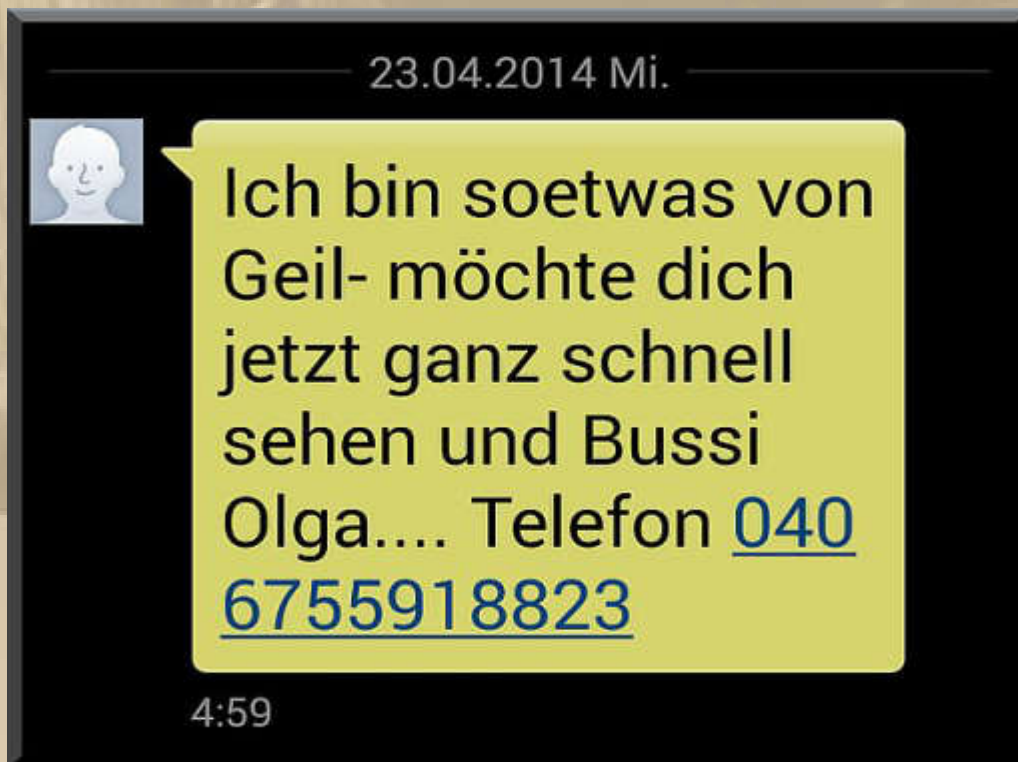 23.04.2014 Mi.
Ich bin soetwas von
Geil- möchte dich
jetzt ganz schnell
sehen und Bussi
Olga.... Telefon 040
6755918823
4:59